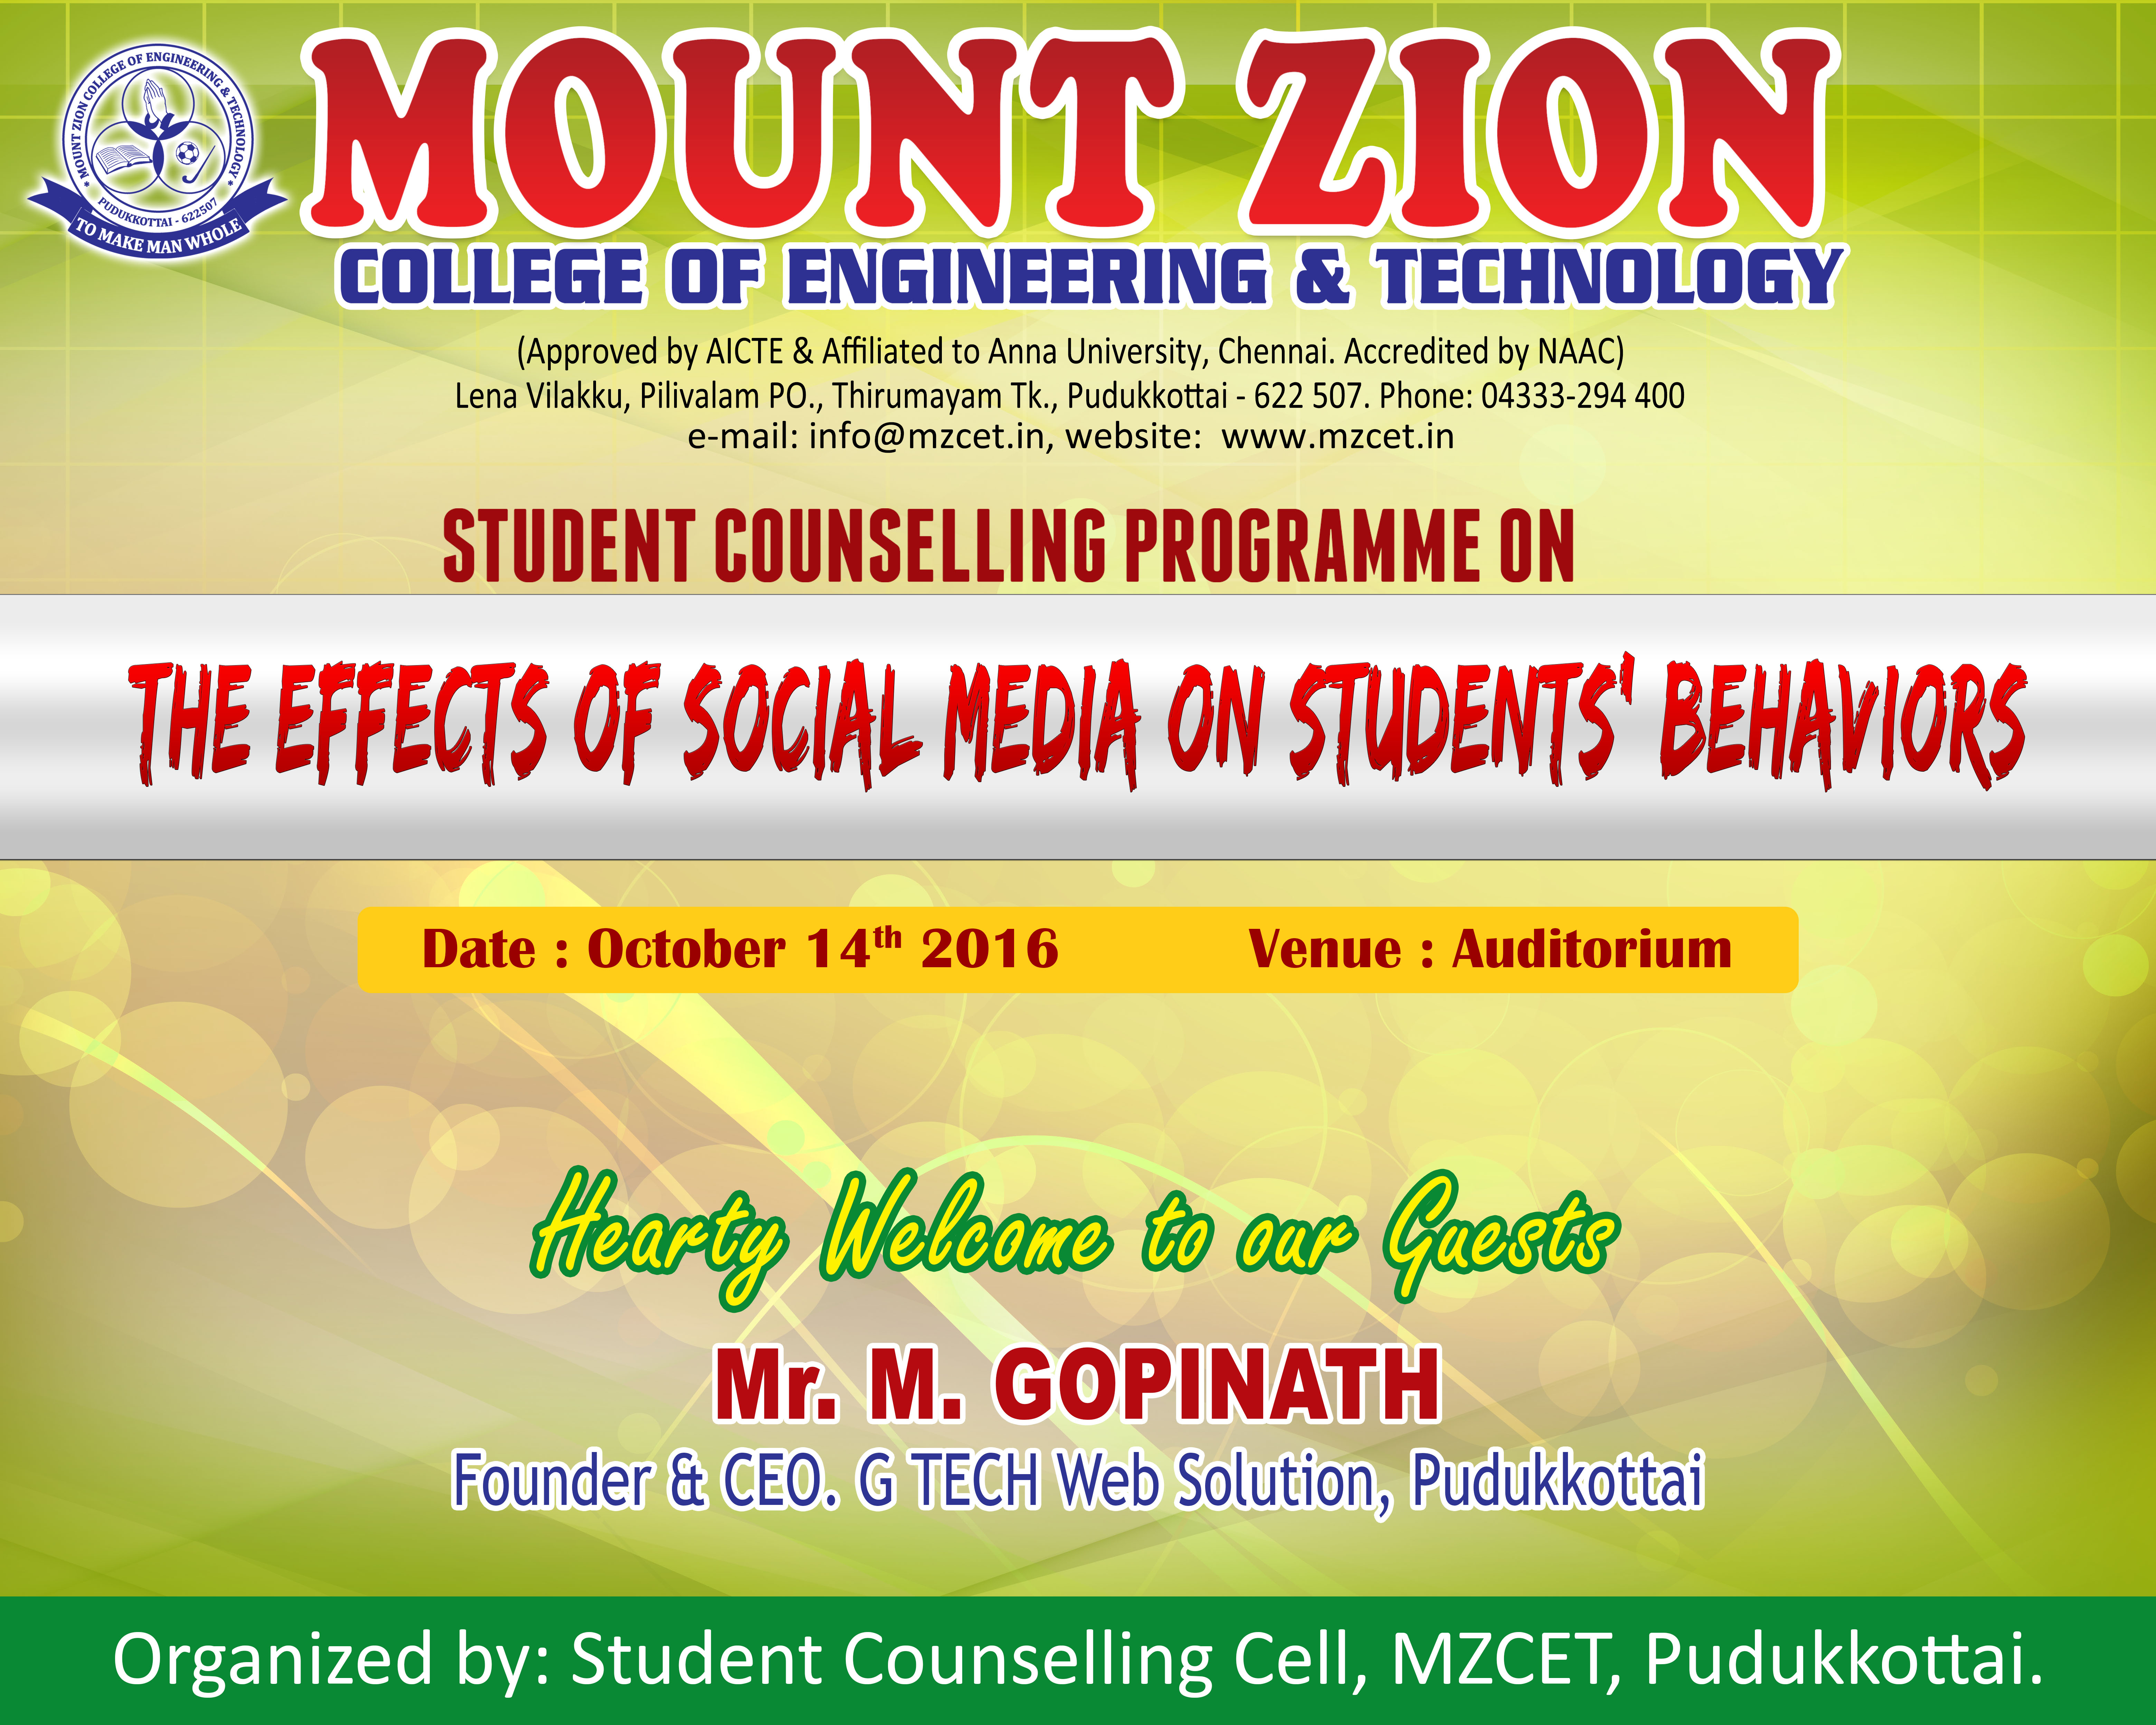 * MOUNT ZION COLLEGE OF ENGINEERING & TECHNOLOGY *
PUDUKKOTTAI - 622507
TO MAKE MAN WHOLE
MOUNT ZION
COLLEGE OF ENGINEERING & TECHNOLOGY
(Approved by AICTE & Affiliated to Anna University, Chennai. Accredited by NAAC)
Lena Vilakku, Pilivalam PO., Thirumayam Tk., Pudukkottai - 622 507. Phone: 04333-294 400
e-mail: info@mzcet.in, website: www.mzcet.in
STUDENT COUNSELLING PROGRAMME ON
THE EFFECTS OF SOCIAL MEDIA ON STUDENTS' BEHAVIORS
Date : October 14th 2016 Venue : Auditorium
Hearty Welcome to our Guests
Mr. M. GOPINATH
Founder & CEO. G TECH Web Solution, Pudukkottai
Organized by: Student Counselling Cell, MZCET, Pudukkottai.